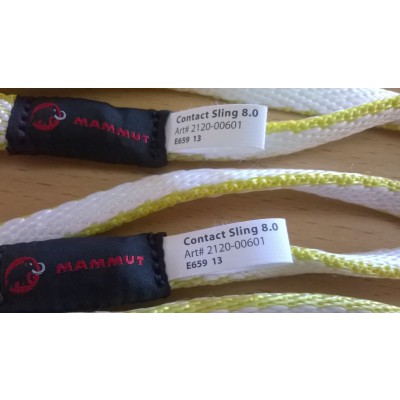 MAMMUT
Contact Sling 8.0
Art# 2120-00601
E659 13
MAMMUT
Contact Sling 8.0
Art# 2120-00601
E659 13